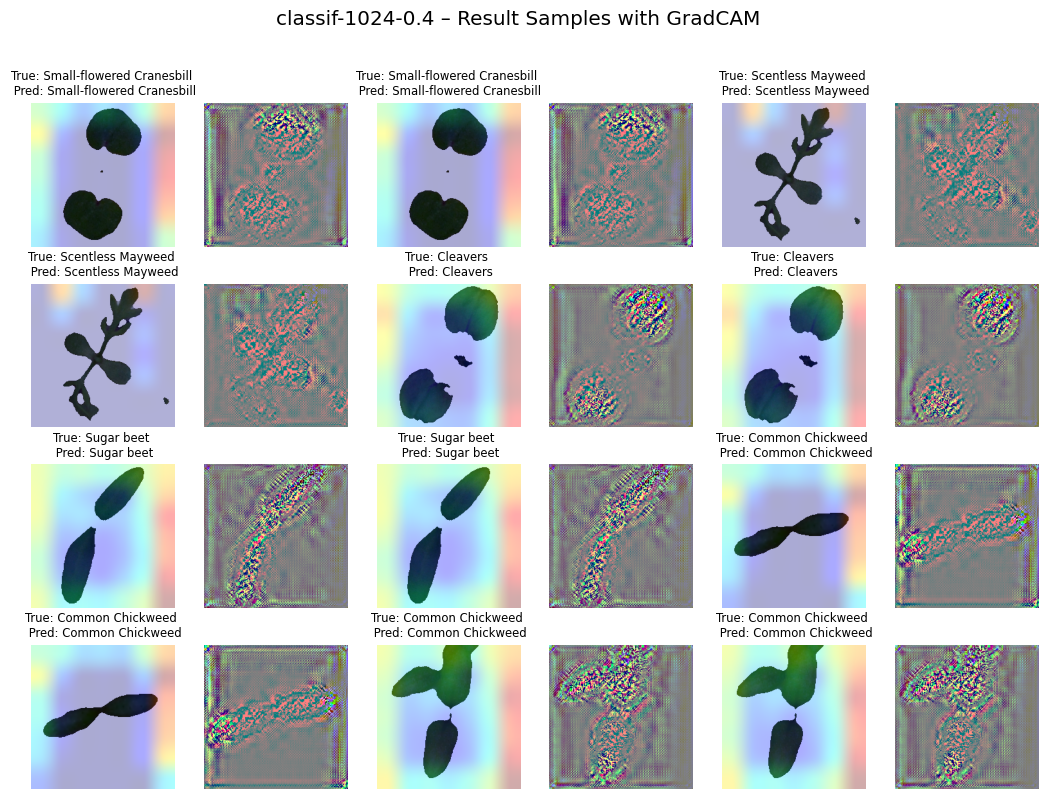 classif-1024-0.4 – Result Samples with GradCAM
True: Small-flowered Cranesbill
Pred: Small-flowered Cranesbill
True: Small-flowered Cranesbill
Pred: Small-flowered Cranesbill
True: Scentless Mayweed
Pred: Scentless Mayweed
True: Scentless Mayweed
Pred: Scentless Mayweed
True: Cleavers
Pred: Cleavers
True: Cleavers
Pred: Cleavers
True: Sugar beet
Pred: Sugar beet
True: Sugar beet
Pred: Sugar beet
True: Common Chickweed
Pred: Common Chickweed
True: Common Chickweed
Pred: Common Chickweed
True: Common Chickweed
Pred: Common Chickweed
True: Common Chickweed
Pred: Common Chickweed